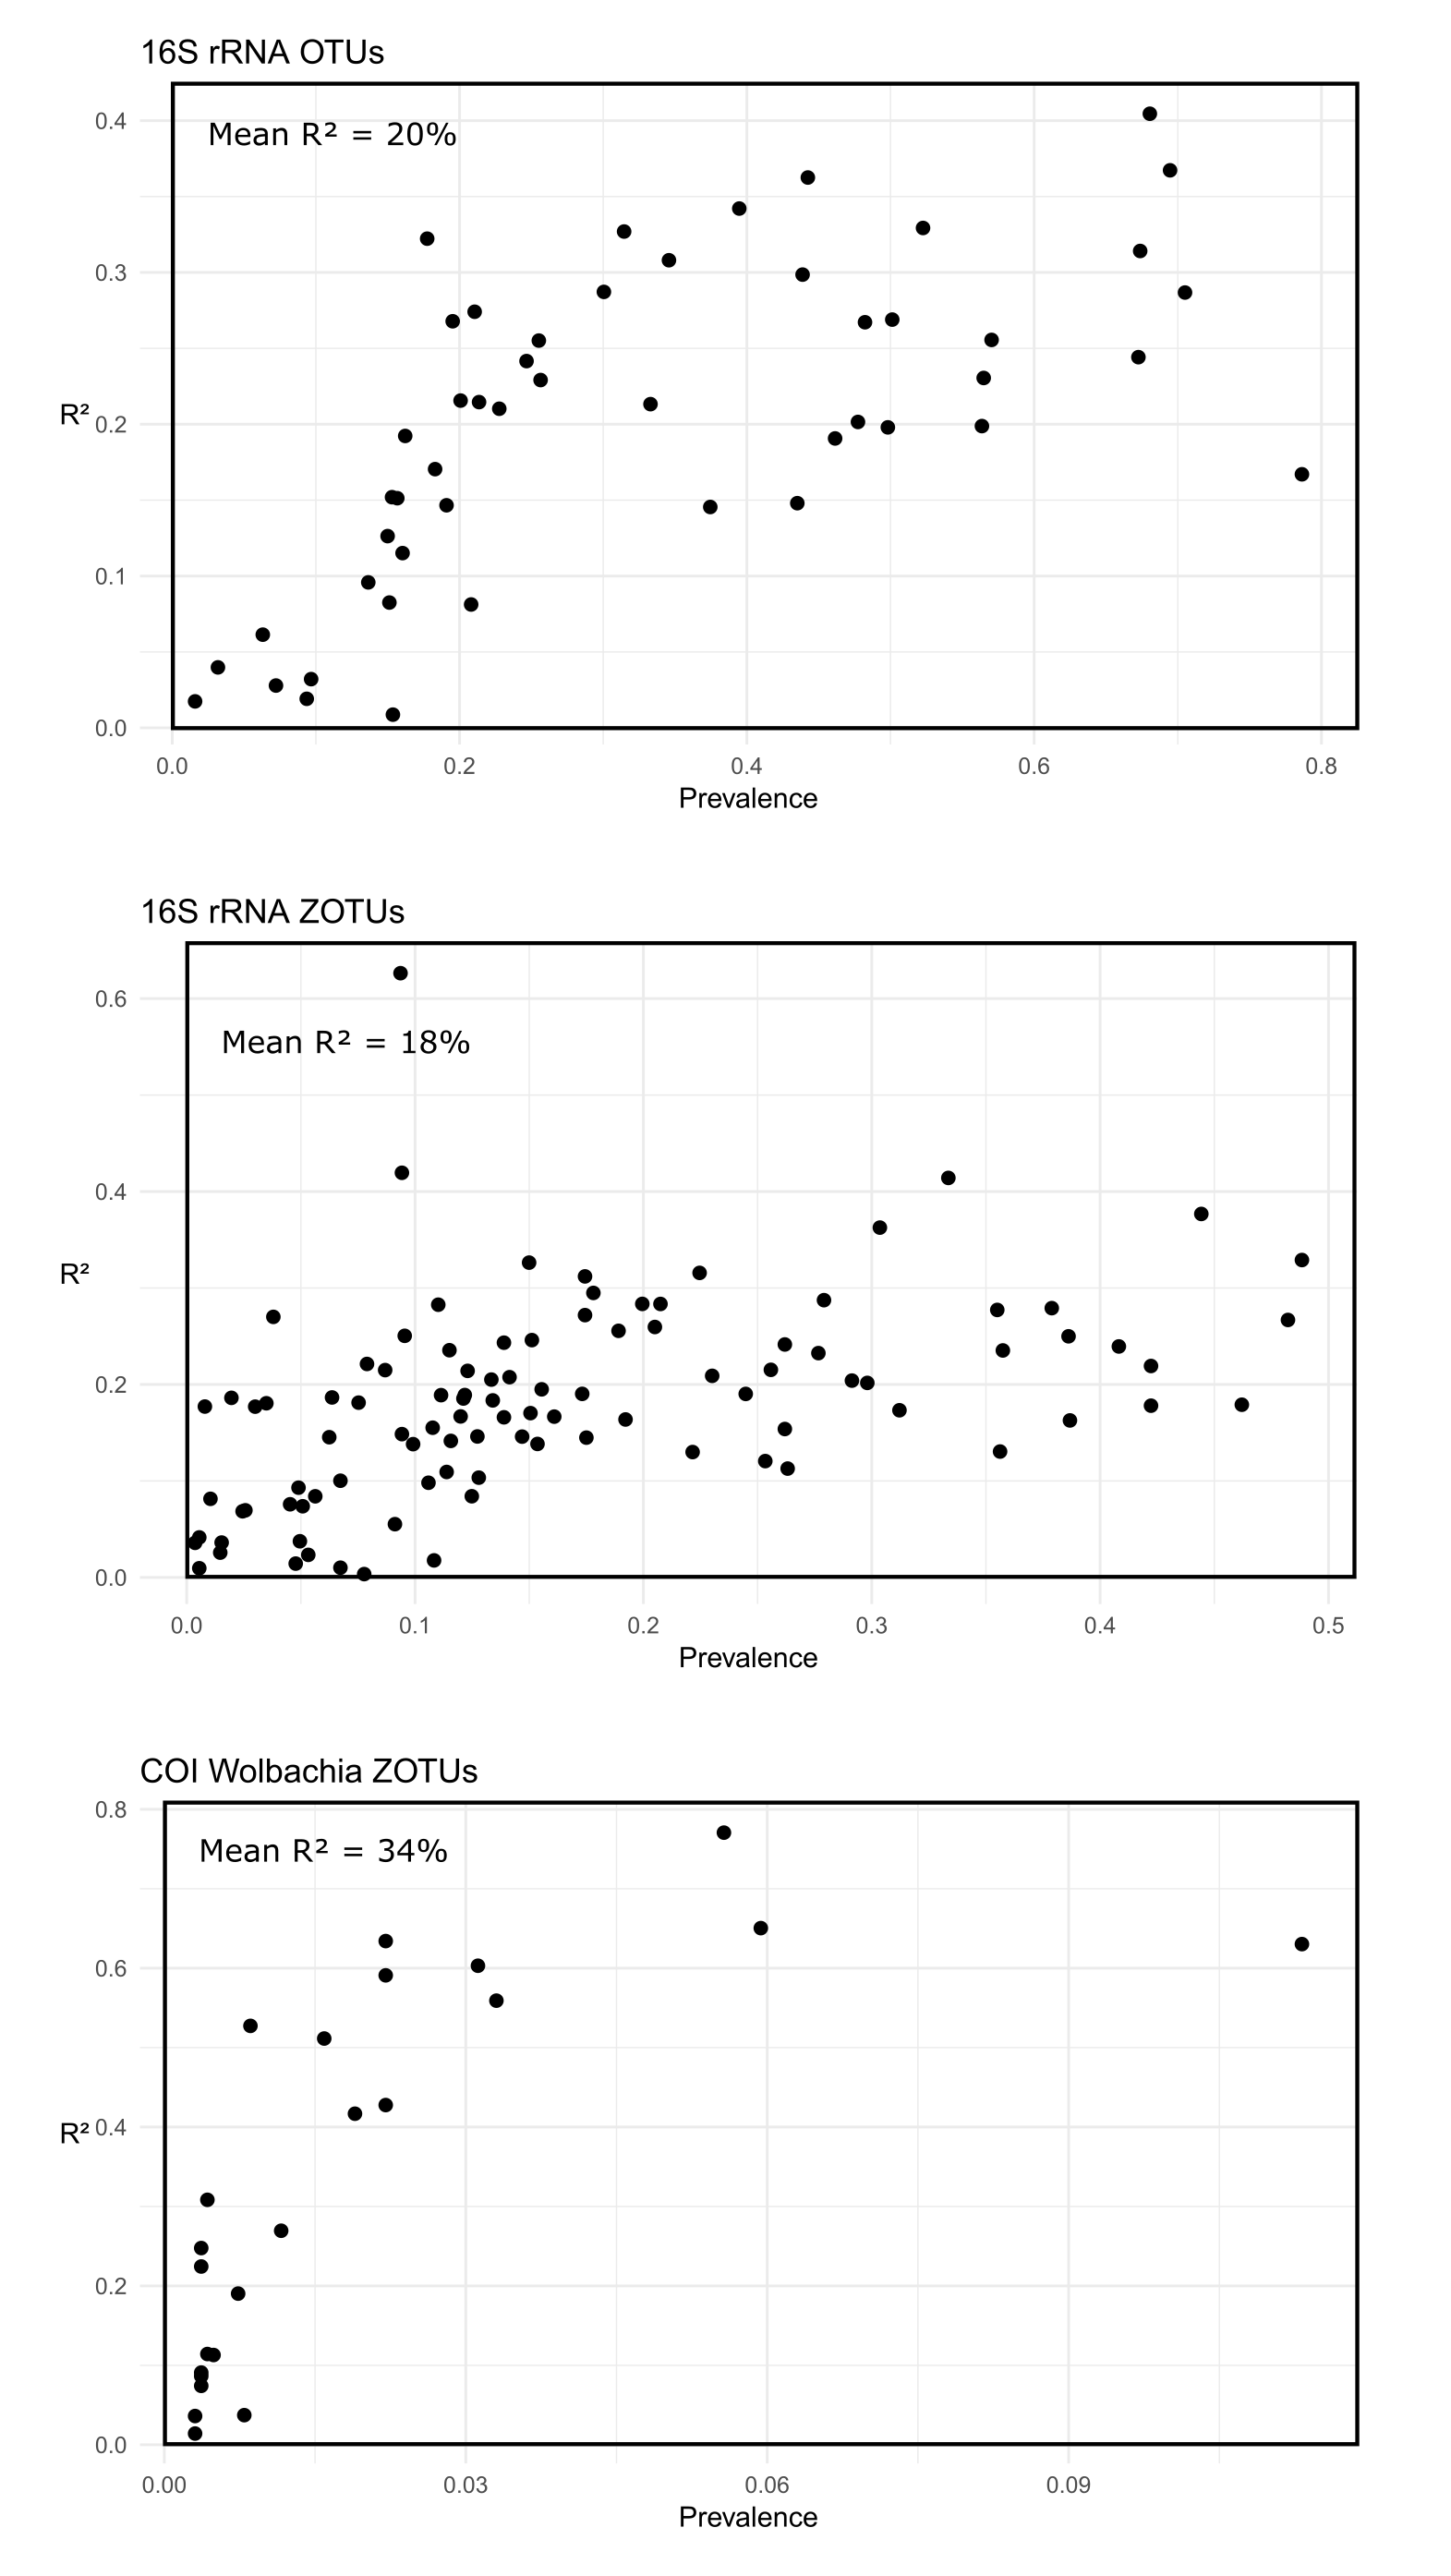 16S rRNA OTUs
Mean R² = 20%
0.4
0.3
R²
0.2
0.1
0.0
0.0 0.2 0.4 0.6 0.8
Prevalence
16S rRNA ZOTUs
0.6
Mean R² = 18%
0.4
R²
0.2
0.0
0.0 0.1 0.2 0.3 0.4 0.5
Prevalence
COI Wolbachia ZOTUs
0.8
Mean R² = 34%
0.6
R² 0.4
0.2
0.0
0.00 0.03 0.06 0.09
Prevalence